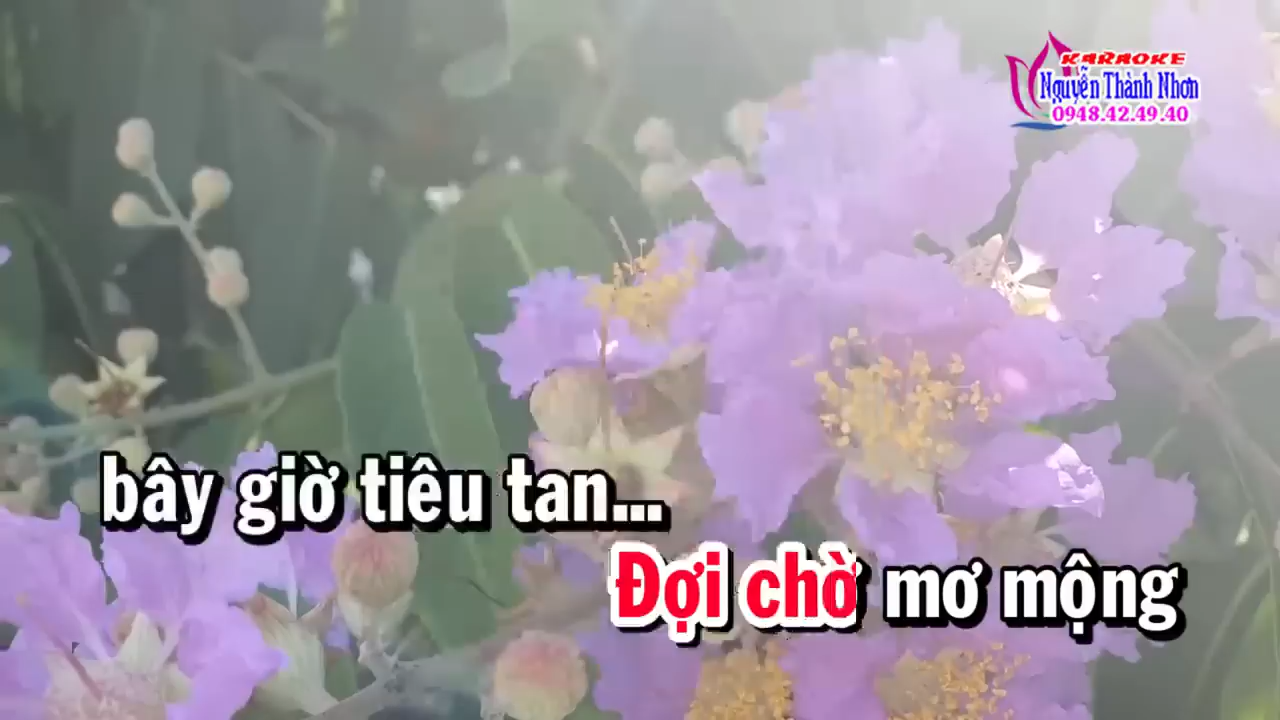 KARAOKE
Nguyễn Thành Nhơn
0948.42.49.40
bây giờ tiêu tan...
Đợi chờ mơ mộng